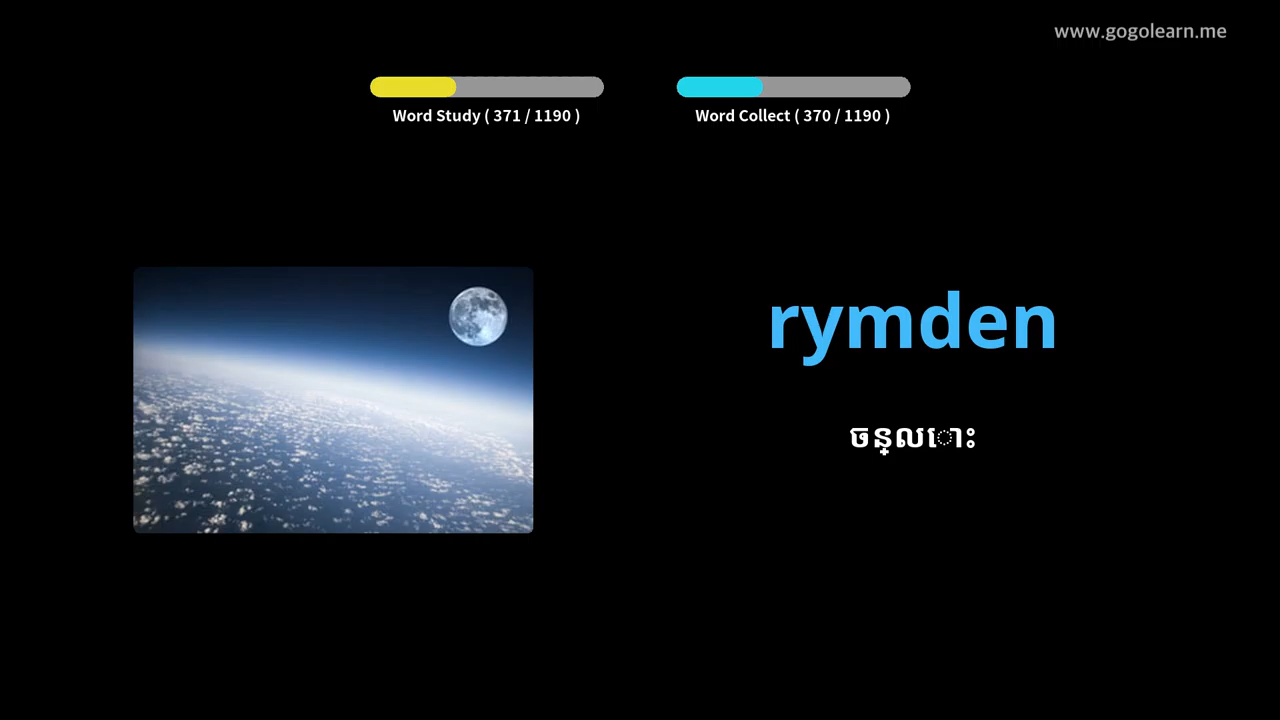 www.gogolearn.me
Word Study ( 371 / 1190 )
Word Collect ( 370 / 1190 )
rymden
ចន្លោះ